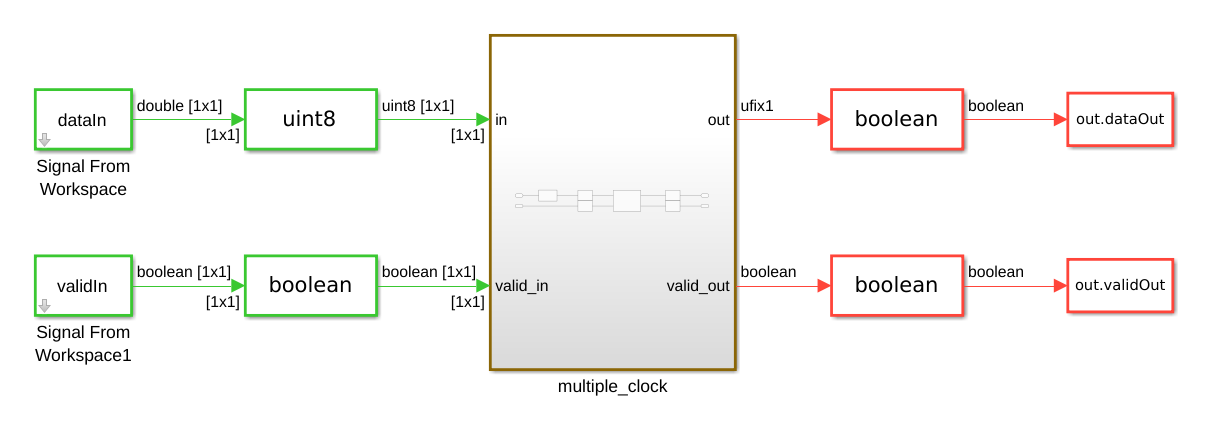 dataIn
Signal From
Workspace
double [1x1]
[1x1]
uint8
uint8 [1x1]
[1x1]
in
out
ufix1
boolean
boolean
out.dataOut
validIn
Signal From
Workspace1
boolean [1x1]
[1x1]
boolean
boolean [1x1]
[1x1]
valid_in
valid_out
boolean
boolean
boolean
out.validOut
multiple_clock